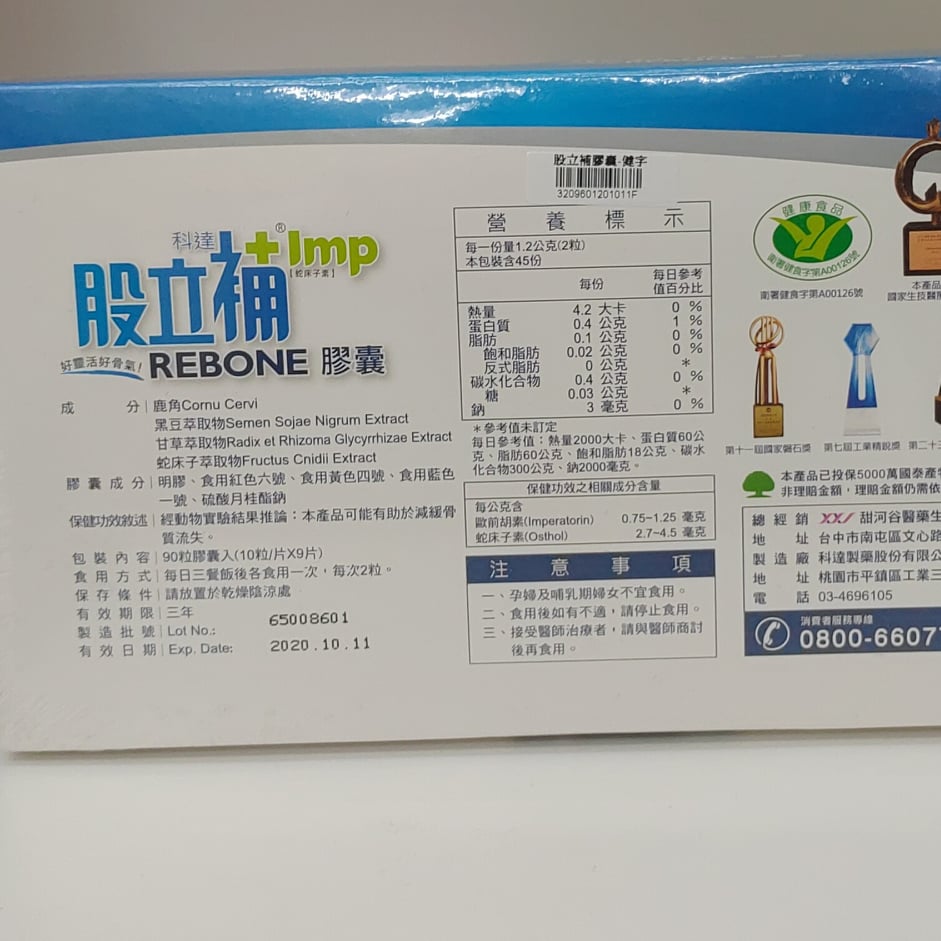 股立補膠囊-健字
3209601201011F
科達
股立補®+Imp
【蛇床子素】
好豐活好骨氣!
REBONE 膠囊
成分 鹿角Cornu Cervi
黑豆萃取物Semen Sojae Nigrum Extract
甘草萃取物Radix et Rhizoma Glycyrrhizae Extract
蛇床子萃取物Fructus Cnidii Extract
膠囊成分 明膠、食用紅色六號、食用黃色四號、食用藍色
一號、硫酸月桂酯鈉
保健功效敘述 經動物實驗結果推論：本產品可能有助於減緩骨
質流失。
包裝內容 90粒膠囊入(10粒/片X9片)
食用方式 每日三餐飯後各食用一次，每次2粒。
保存條件 請放置於乾燥陰涼處
有效期限 三年
製造批號 Lot No.: 65008601
有效日期 Exp. Date: 2020.10.11
營養標示
每一份量1.2公克(2粒)
本包裝含45份
每份 每日參考值百分比
熱量 4.2 大卡 0 %
蛋白質 0.4 公克 1 %
脂肪 0.1 公克 0 %
飽和脂肪 0.02 公克 0 %
反式脂肪 0 公克 *
碳水化合物 0.4 公克 0 %
糖 0.03 公克 *
鈉 3 毫克 0 %
＊參考值未訂定
每日參考值：熱量2000大卡、蛋白質60公
克、脂肪60公克、飽和脂肪18公克、碳水
化合物300公克、鈉2000毫克。
保健功效之相關成分含量
每公克含
歐前胡素(Imperatorin) 0.75~1.25 毫克
蛇床子素(Osthol) 2.7~4.5 毫克
注意事項
一、孕婦及哺乳期婦女不宜食用。
二、食用後如有不適，請停止食用。
三、接受醫師治療者，請與醫師商討
後再食用。
健康食品
衛署健食字第A00126號
衛署健食字第A00126號
本產品
國家生技醫
第十一屆國家磐石獎
第七屆工業精銳獎
第二十
本產品已投保5000萬國泰產
非理賠金額，理賠金額仍需依
總經銷 甜河谷醫藥生
地址 台中市南屯區文心路
製造廠 科達製藥股份有限公
地址 桃園市平鎮區工業三
電話 03-4696105
消費者服務專線
0800-6607